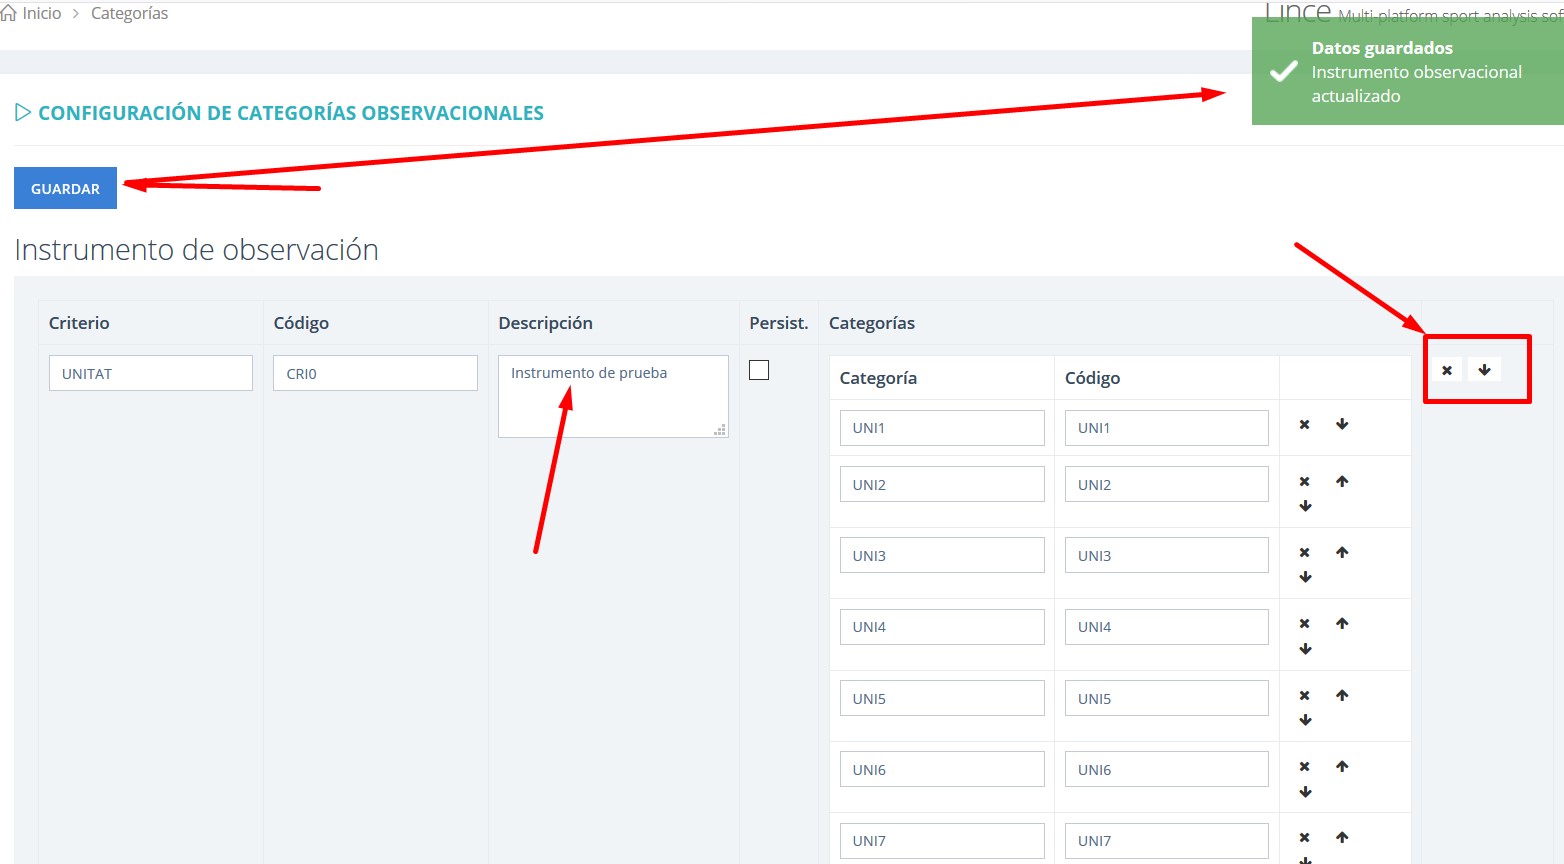 Inicio > Categorías
Lince Multi-platform sport analysis sof
Datos guardados
Instrumento observacional
actualizado
CONFIGURACIÓN DE CATEGORÍAS OBSERVACIONALES
GUARDAR
Instrumento de observación
Criterio Código Descripción Persist. Categorías
UNITAT CRI0 Instrumento de prueba
Categoría Código
UNI1 UNI1
UNI2 UNI2
UNI3 UNI3
UNI4 UNI4
UNI5 UNI5
UNI6 UNI6
UNI7 UNI7